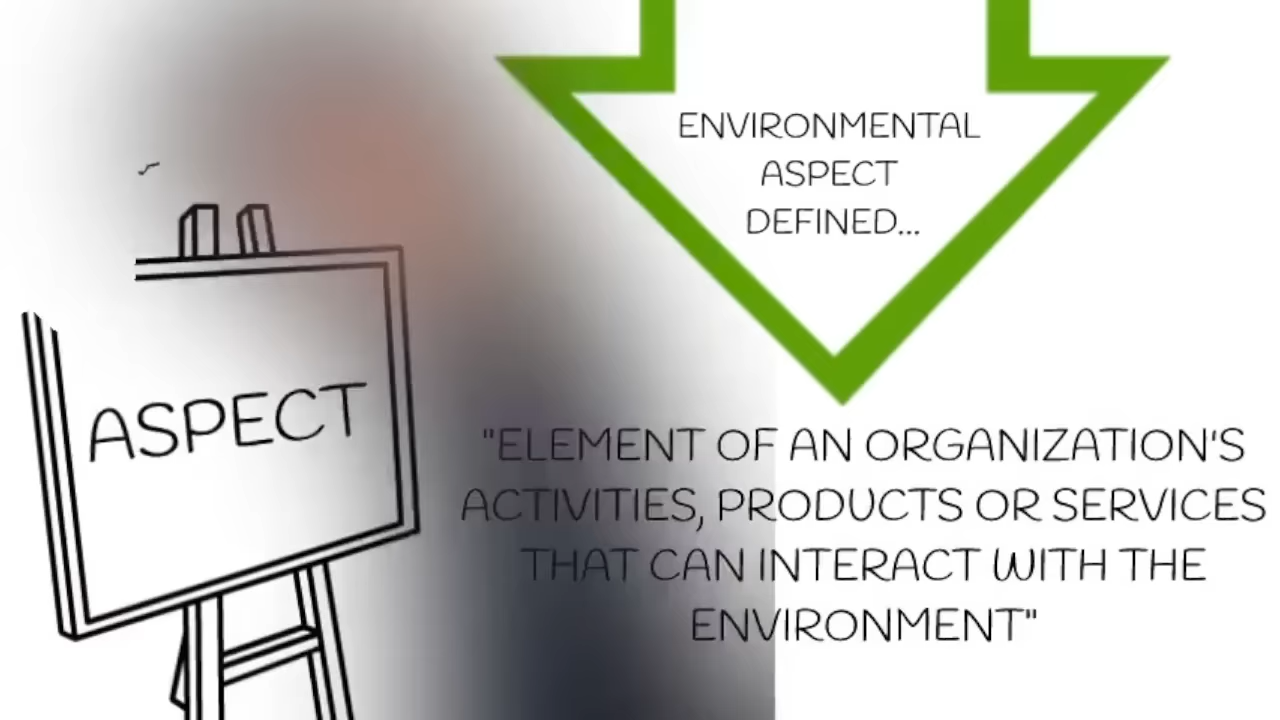 ENVIRONMENTAL
ASPECT
DEFINED...
ASPECT
"ELEMENT OF AN ORGANIZATION'S
ACTIVITIES, PRODUCTS OR SERVICES
THAT CAN INTERACT WITH THE
ENVIRONMENT"